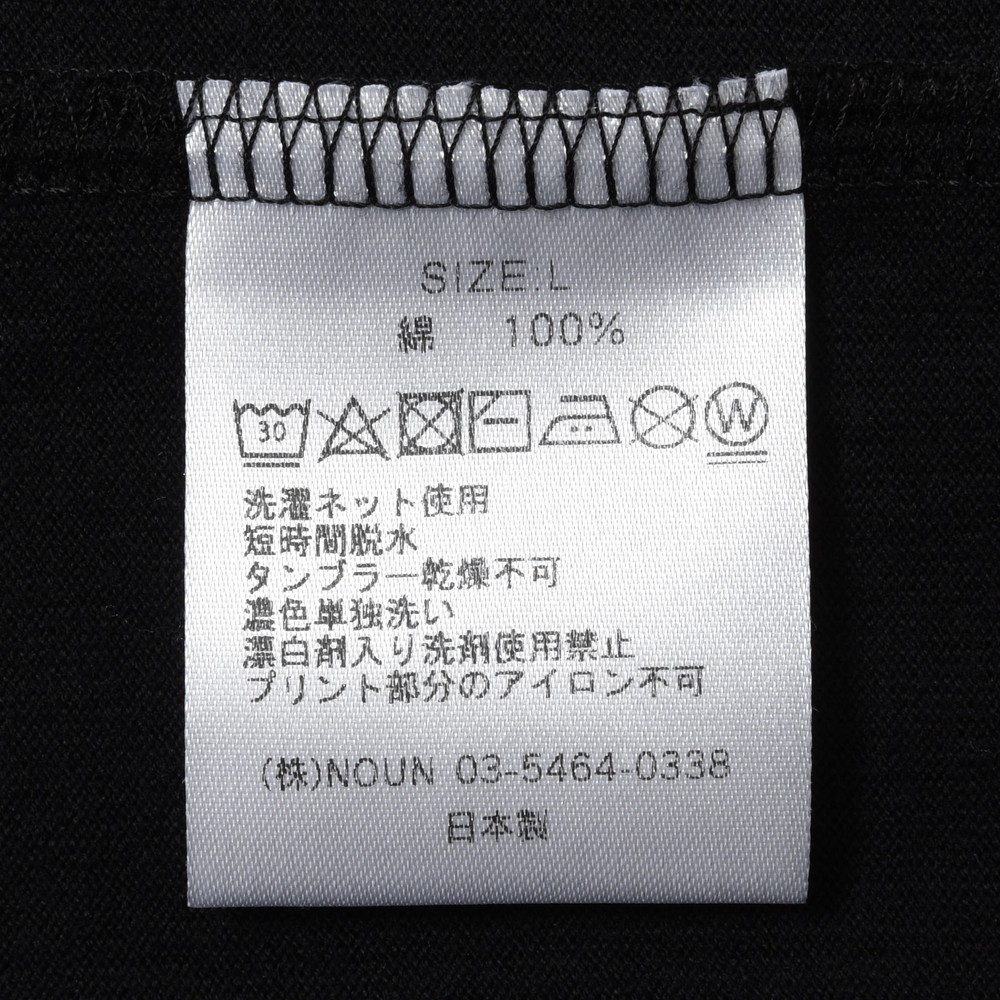 SIZE:L
綿 100%
30 W
洗濯ネット使用
短時間脱水
タンブラー乾燥不可
濃色単独洗い
漂白剤入り洗剤使用禁止
プリント部分のアイロン不可
(株)NOUN 03-5464-0338
日本製